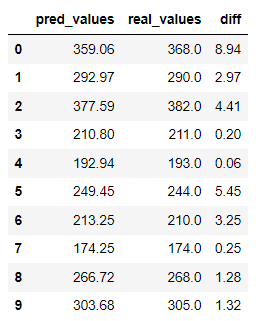 pred_values real_values diff
0 359.06 368.0 8.94
1 292.97 290.0 2.97
2 377.59 382.0 4.41
3 210.80 211.0 0.20
4 192.94 193.0 0.06
5 249.45 244.0 5.45
6 213.25 210.0 3.25
7 174.25 174.0 0.25
8 266.72 268.0 1.28
9 303.68 305.0 1.32